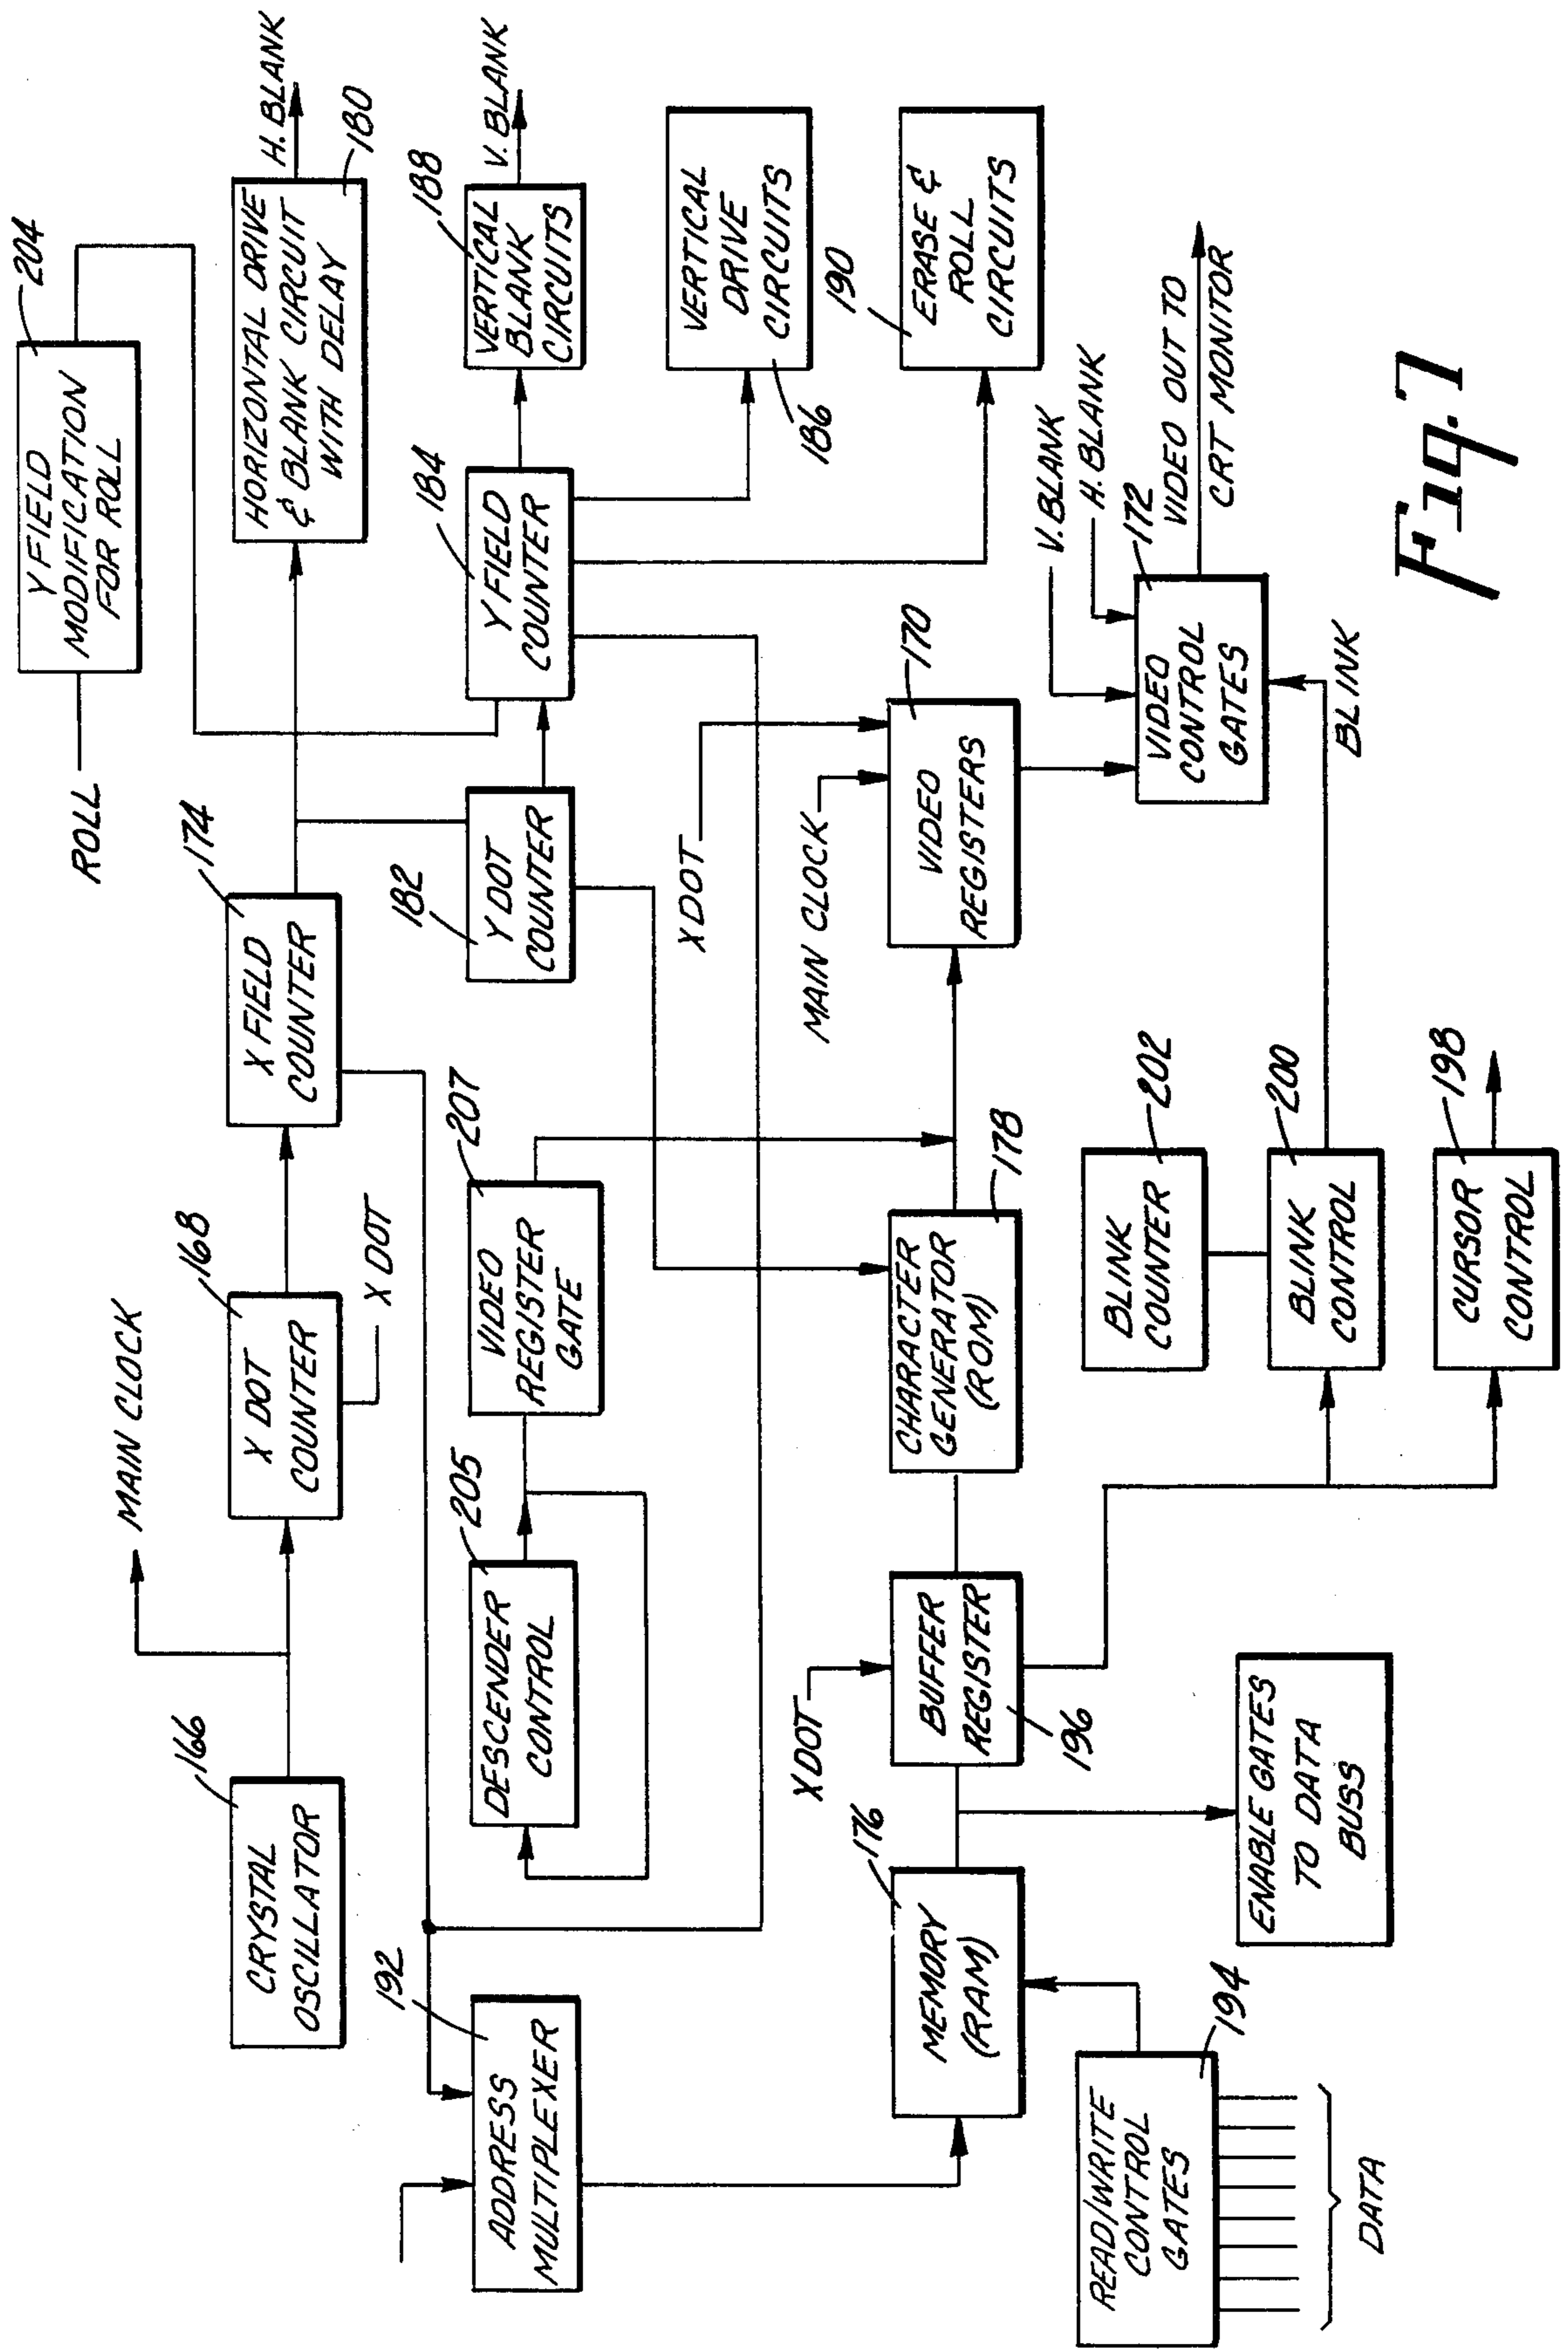 ROLL
Y FIELD
MODIFICATION
FOR ROLL
204
MAIN CLOCK
CRYSTAL
OSCILLATOR
166
X DOT
COUNTER
168
X DOT
X FIELD
COUNTER
174
HORIZONTAL DRIVE
& BLANK CIRCUIT
WITH DELAY
180
H. BLANK
ADDRESS
MULTIPLEXER
192
DESCENDER
CONTROL
205
VIDEO
REGISTER
GATE
207
Y DOT
COUNTER
182
Y FIELD
COUNTER
184
VERTICAL
BLANK
CIRCUITS
188
V. BLANK
VERTICAL
DRIVE
CIRCUITS
186
ERASE &
ROLL
CIRCUITS
190
MEMORY
(RAM)
176
XDOT
BUFFER
REGISTER
196
CHARACTER
GENERATOR
(ROM)
178
XDOT
MAIN CLOCK
VIDEO
REGISTERS
170
V. BLANK
H. BLANK
VIDEO
CONTROL
GATES
172
VIDEO OUT TO
CRT MONITOR
BLINK
READ/WRITE
CONTROL
GATES
194
DATA
ENABLE GATES
TO DATA
BUSS
BLINK
COUNTER
202
BLINK
CONTROL
200
CURSOR
CONTROL
198
Fig. 7